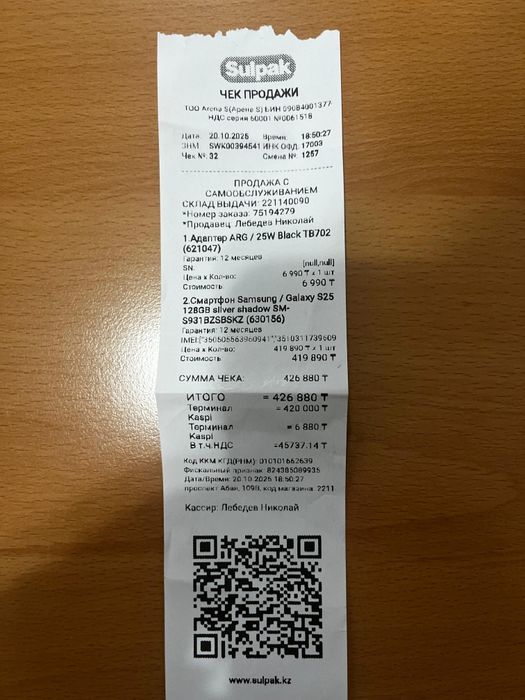 Sulpak
ЧЕК ПРОДАЖИ
ТОО Arena S(Арена S) БИН 09084001377
НДС серия 60001 №0061518
Дата: 20.10.2025 Время: 18:50:27
ЗНМ SWK00394541 ИНК ОФД: 17003
Чек №: 32 Смена №: 1257
ПРОДАЖА С
САМООБСЛУЖИВАНИЕМ
СКЛАД ВЫДАЧИ: 221140090
*Номер заказа: 75194279
*Продавец: Лебедев Николай
1.Адаптер ARG / 25W Black TB702
(621047)
Гарантия: 12 месяцев
SN: [null,null]
Цена x Кол-во: 6 990 ₸ x 1 шт
Стоимость 6 990 ₸
2.Смартфон Samsung / Galaxy S25
128GB silver shadow SM-
S931BZSBSKZ (630156)
Гарантия: 12 месяцев
Цена x Кол-во: 419 890 ₸ x 1 шт
Стоимость 419 890 ₸
СУММА ЧЕКА: 426 880 ₸
ИТОГО = 426 880 ₸
Терминал = 420 000 ₸
Kaspi
Терминал = 6 880 ₸
Kaspi
В т.ч.НДС =45737.14 ₸
Код ККМ КГД(РНМ): 010101662639
Фискальный признак: 824385089935
Дата/Время: 20.10.2025 18:50:27
проспект Абая, 109В, код магазина: 2211
Кассир: Лебедев Николай
www.sulpak.kz